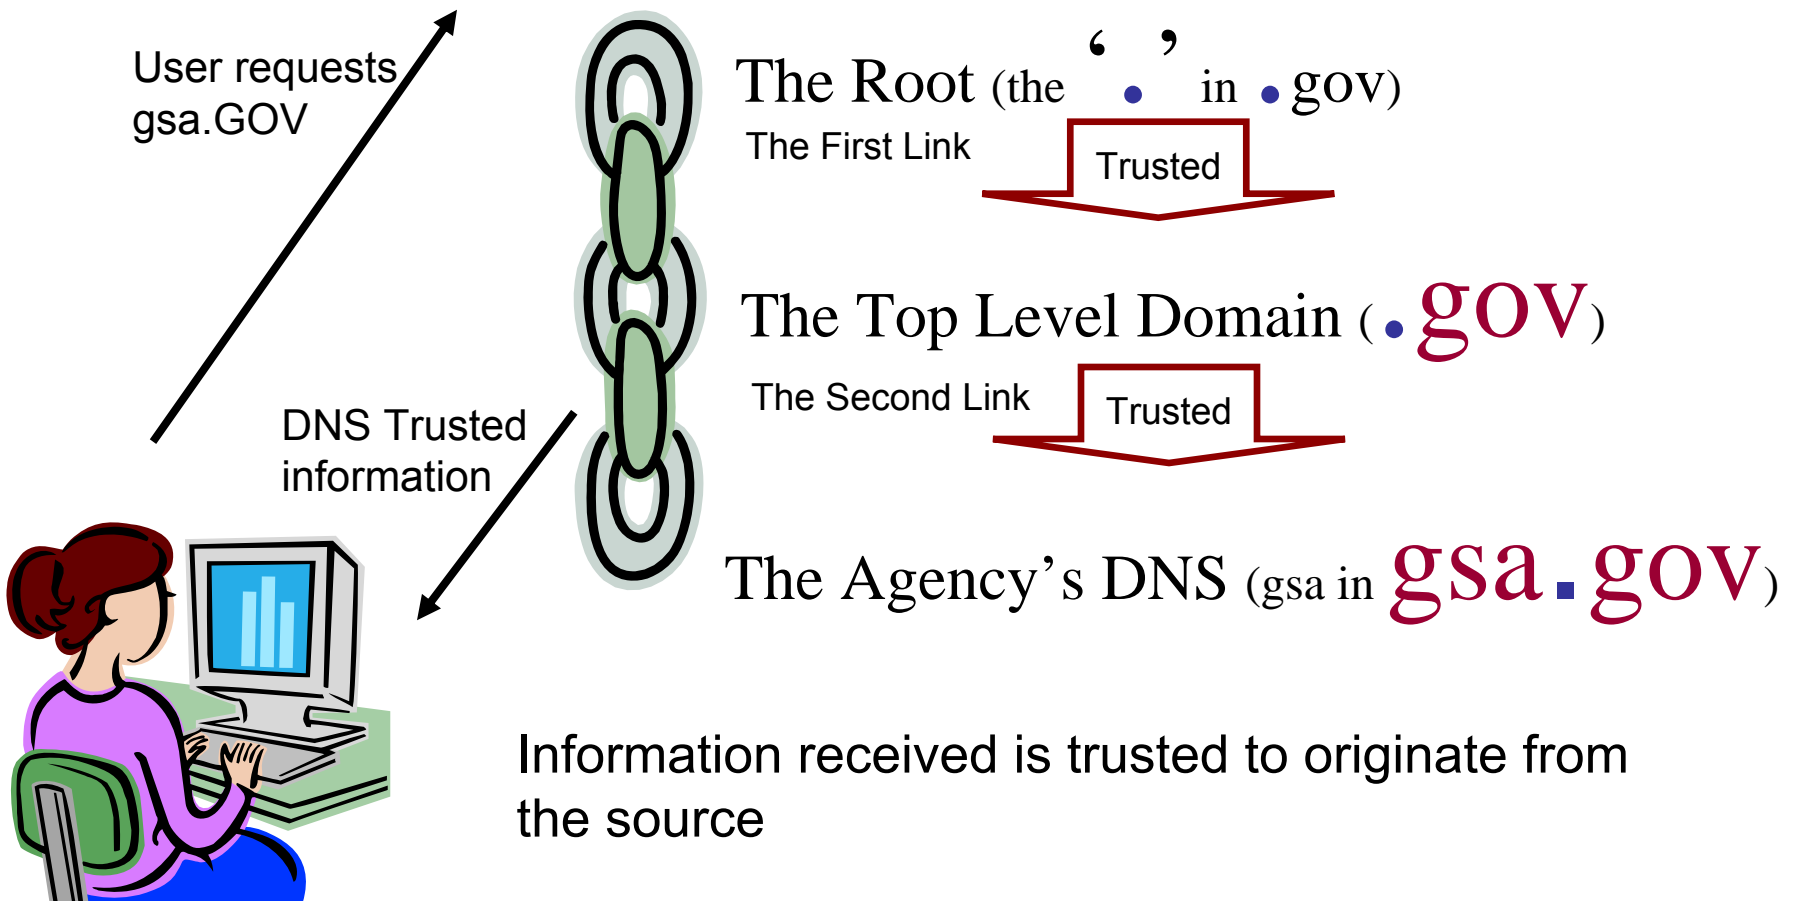 User requests
gsa.GOV
The Root (the ‘.’ in .gov)
The First Link
Trusted
The Top Level Domain (.gov)
The Second Link
Trusted
DNS Trusted
information
The Agency’s DNS (gsa in gsa.gov)
Information received is trusted to originate from
the source